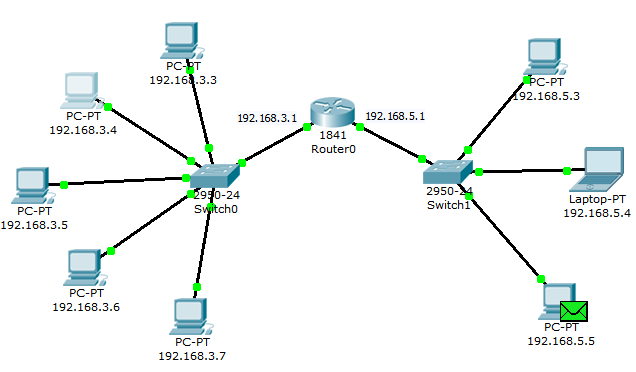 PC-PT
192.168.3.3
PC-PT
192.168.5.3
PC-PT
192.168.3.4
192.168.3.1
192.168.5.1
1841
Router0
2950-24
Switch0
2950-24
Switch1
PC-PT
192.168.3.5
Laptop-PT
192.168.5.4
PC-PT
192.168.3.6
PC-PT
192.168.3.7
PC-PT
192.168.5.5